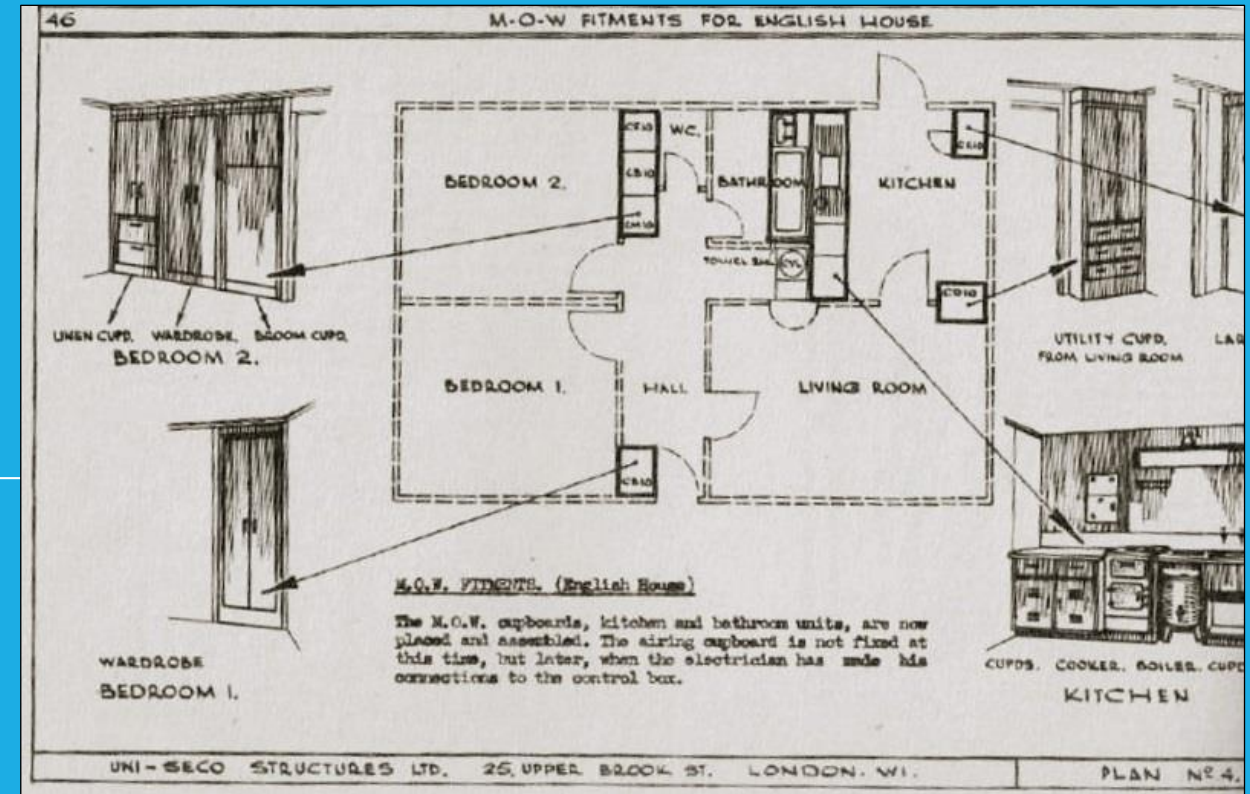 46
M-O-W FITMENTS FOR ENGLISH HOUSE
BEDROOM 2.
W.C.
BATHROOM
KITCHEN
CB10
CM10
TOWEL
CYL
LINEN CUPD. WARDROBE. BROOM CUPD.
BEDROOM 2.
UTILITY CUPD.
FROM LIVING ROOM
LAR
BEDROOM 1.
HALL
LIVING ROOM
WARDROBE
BEDROOM 1.
M.O.W. FITMENTS. (English House)
The M.O.W. cupboards, kitchen and bathroom units, are now
placed and assembled. The airing cupboard is not fixed at
this time, but later, when the electrician has made his
connections to the control box.
CUPDS. COOKER. BOILER. CUPD
KITCHEN
UNI-SECO STRUCTURES LTD. 25, UPPER BROOK ST. LONDON. W1.
PLAN Nº 4.